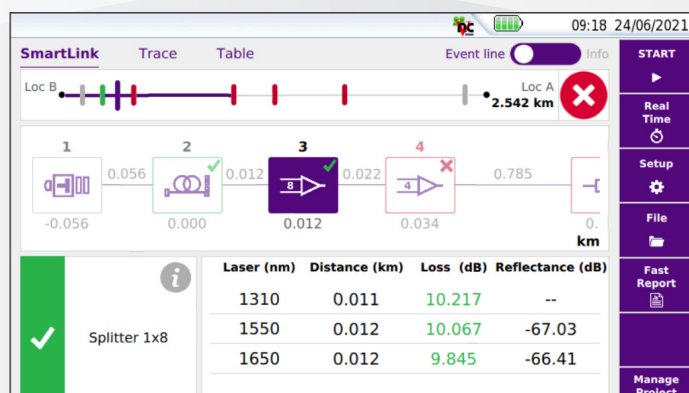 DC 09:18 24/06/2021
SmartLink Trace Table Event line Info
START
Loc B Loc A
2.542 km
Real
Time
1 2 3 4
0.056 0.012 0.022 0.785
8 4
-0.056 0.000 0.012 0.034 0.
km
Setup
File
Laser (nm) Distance (km) Loss (dB) Reflectance (dB)
1310 0.011 10.217 --
1550 0.012 10.067 -67.03
1650 0.012 9.845 -66.41
i
Splitter 1x8
Fast
Report
Manage
Project